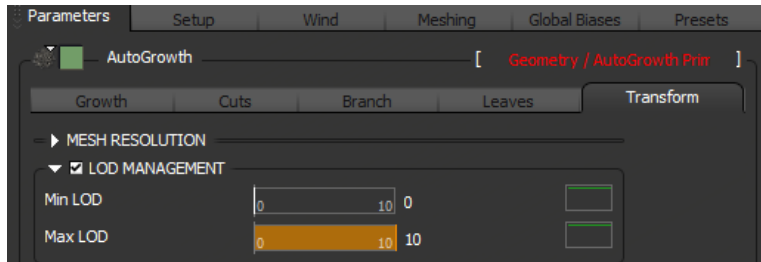 Parameters Setup Wind Meshing Global Biases Presets
AutoGrowth [ Geometry / AutoGrowth Prim ]
Growth Cuts Branch Leaves Transform
MESH RESOLUTION
LOD MANAGEMENT
Min LOD 0 10 0
Max LOD 0 10 10